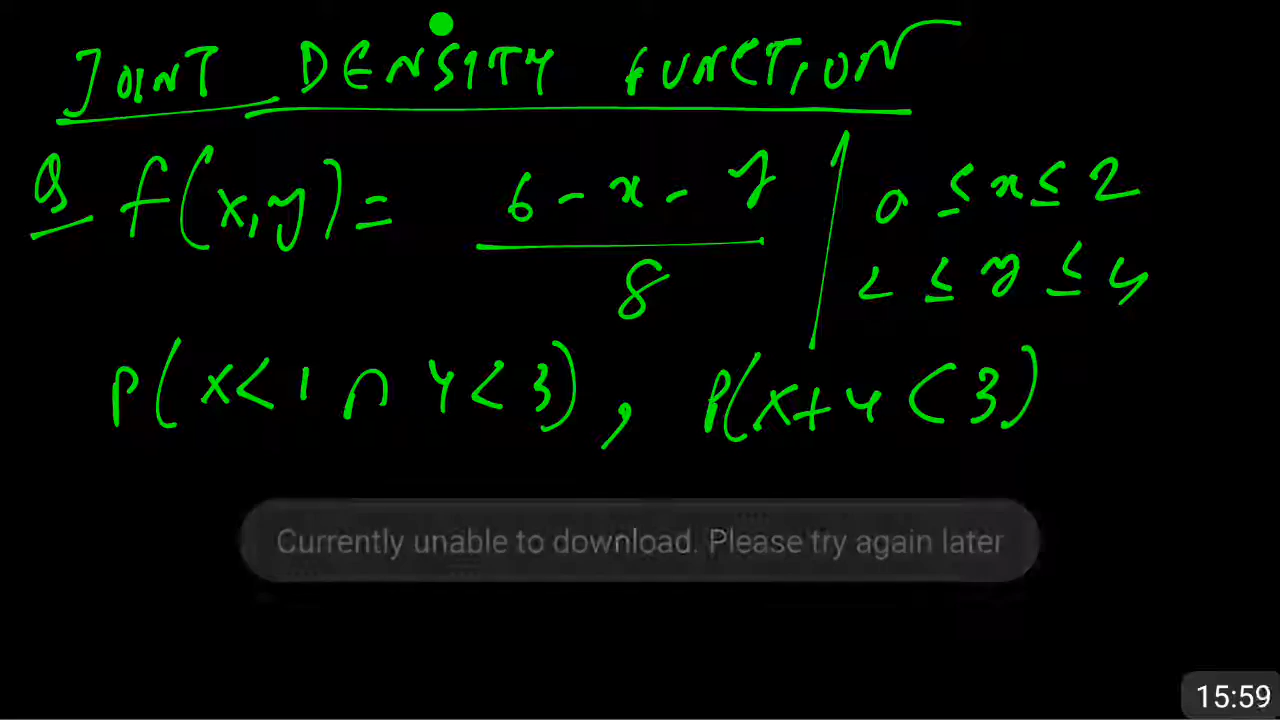 JOINT DENSITY FUNCTION
Q f(x,y) = 6 - x - y / 8 | 0 ≤ x ≤ 2
2 ≤ y ≤ 4
P(X<1 ∩ Y<3), P(X+Y<3)
Currently unable to download. Please try again later
15:59